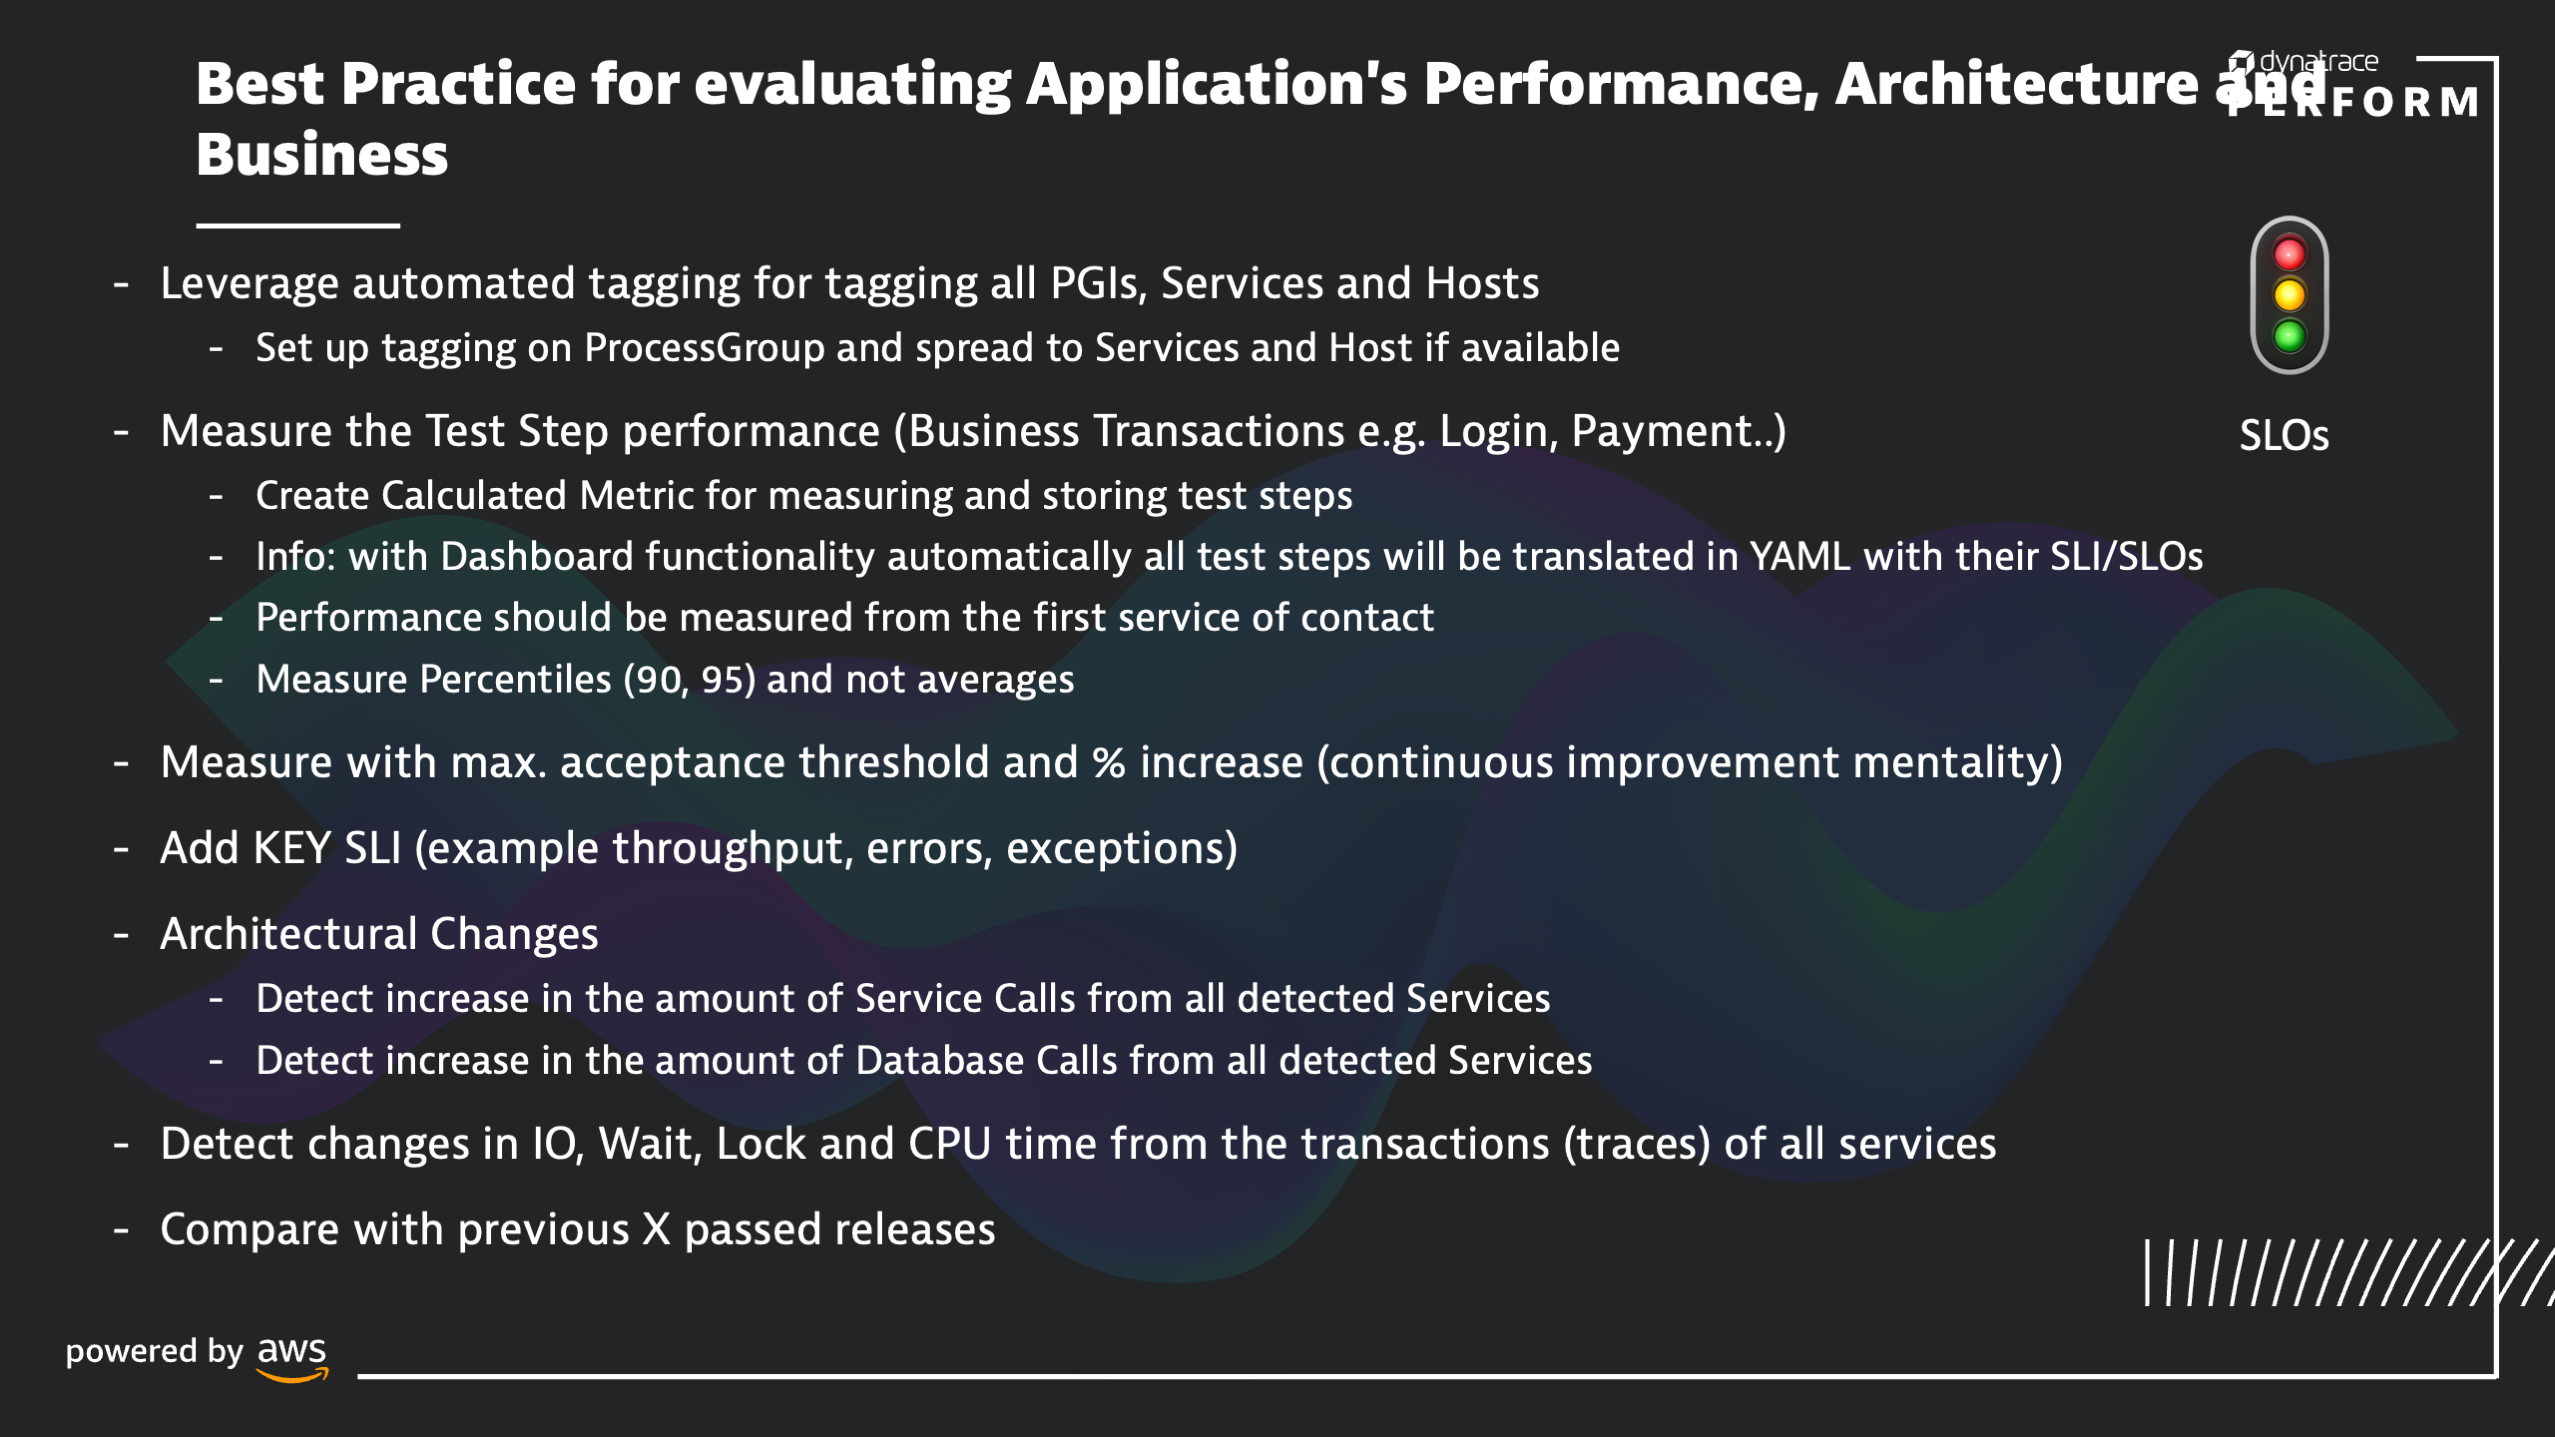 Best Practice for evaluating Application's Performance, Architecture and
Business
dynatrace
PERFORM
- Leverage automated tagging for tagging all PGIs, Services and Hosts
- Set up tagging on ProcessGroup and spread to Services and Host if available
- Measure the Test Step performance (Business Transactions e.g. Login, Payment..)
SLOs
- Create Calculated Metric for measuring and storing test steps
- Info: with Dashboard functionality automatically all test steps will be translated in YAML with their SLI/SLOs
- Performance should be measured from the first service of contact
- Measure Percentiles (90, 95) and not averages
- Measure with max. acceptance threshold and % increase (continuous improvement mentality)
- Add KEY SLI (example throughput, errors, exceptions)
- Architectural Changes
- Detect increase in the amount of Service Calls from all detected Services
- Detect increase in the amount of Database Calls from all detected Services
- Detect changes in IO, Wait, Lock and CPU time from the transactions (traces) of all services
- Compare with previous X passed releases
powered by aws